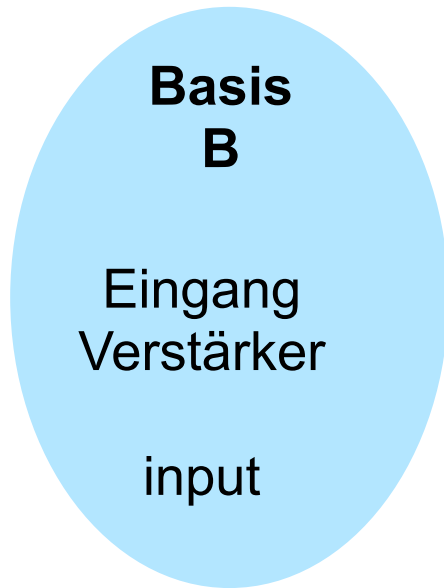 Basis
B
Eingang
Verstärker
input